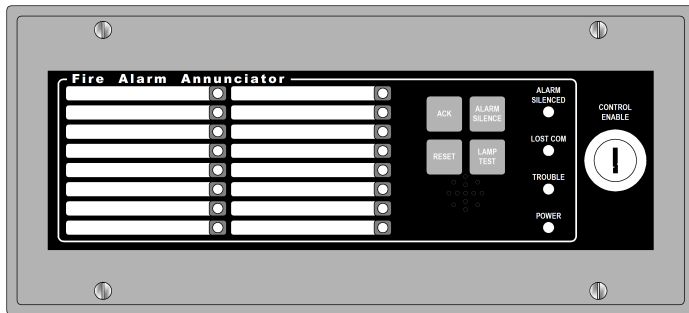 Fire Alarm Annunciator
ACK
ALARM
SILENCE
RESET
LAMP
TEST
ALARM
SILENCED
LOST COM
TROUBLE
POWER
CONTROL
ENABLE